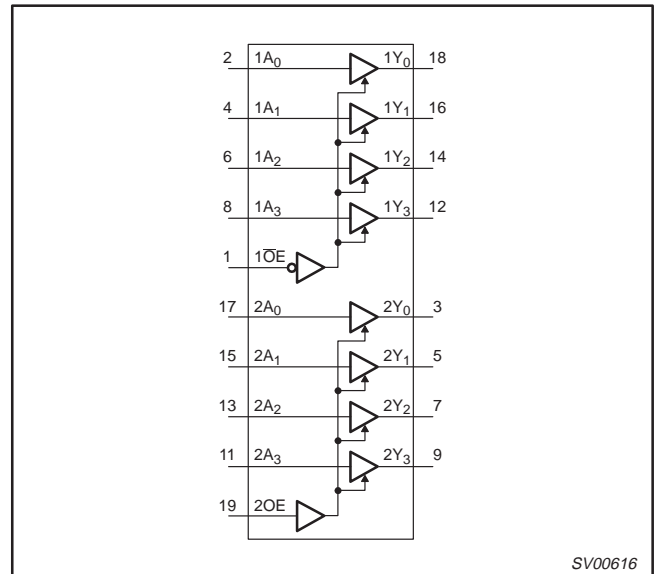 2 1A₀ 1Y₀ 18
4 1A₁ 1Y₁ 16
6 1A₂ 1Y₂ 14
8 1A₃ 1Y₃ 12
1 1O̅E
17 2A₀ 2Y₀ 3
15 2A₁ 2Y₁ 5
13 2A₂ 2Y₂ 7
11 2A₃ 2Y₃ 9
19 2OE
SV00616